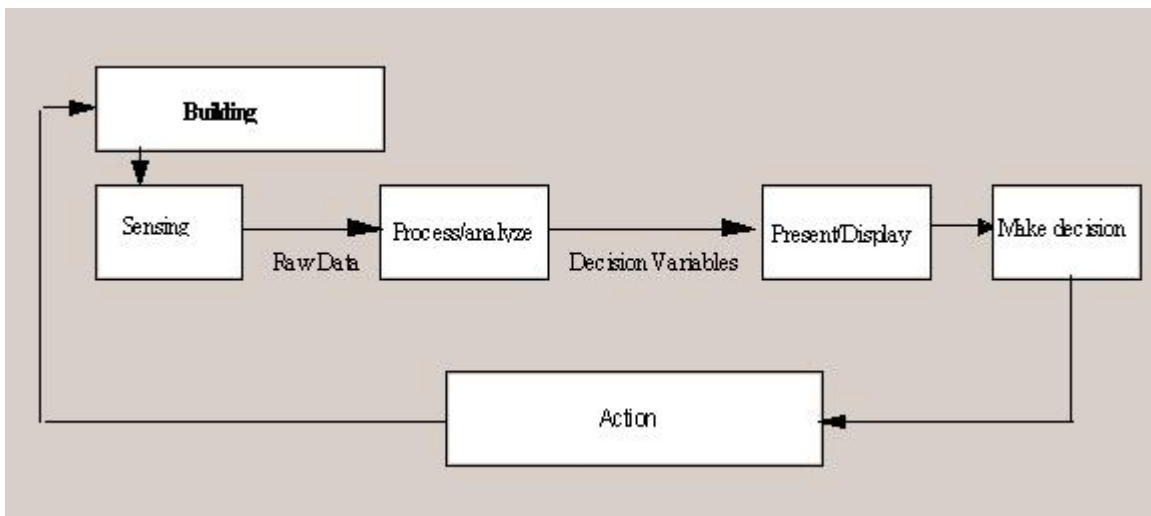 Building
Sensing
Raw Data
Process/analyze
Decision Variables
Present/Display
Make decision
Action